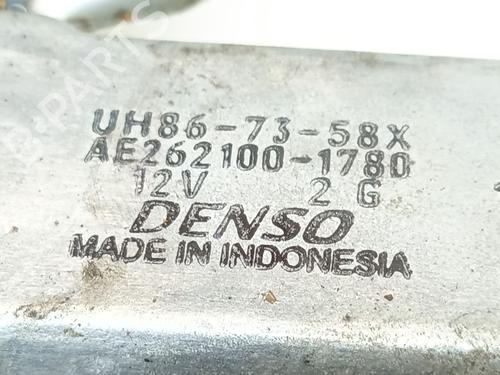 UH86-73-58X
AE262100-1780
12V 2 G
DENSO
MADE IN INDONESIA